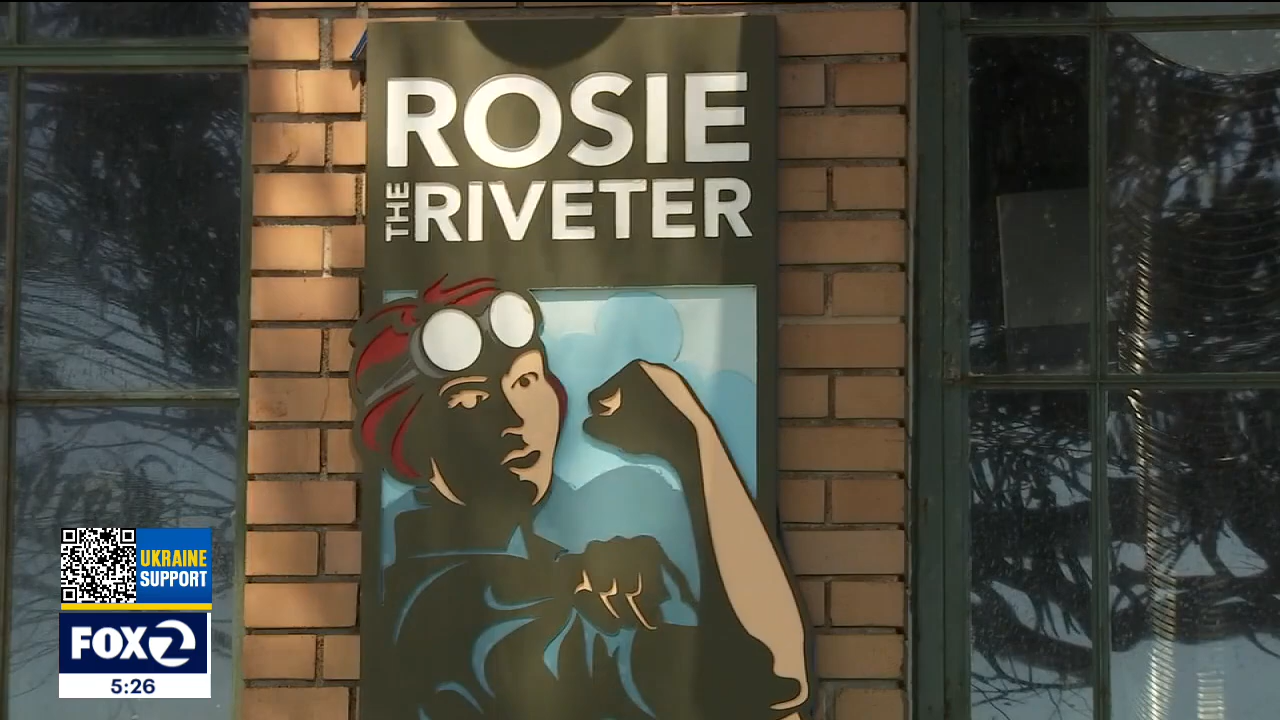 ROSIE
THE RIVETER
UKRAINE
SUPPORT
FOX 2
5:26